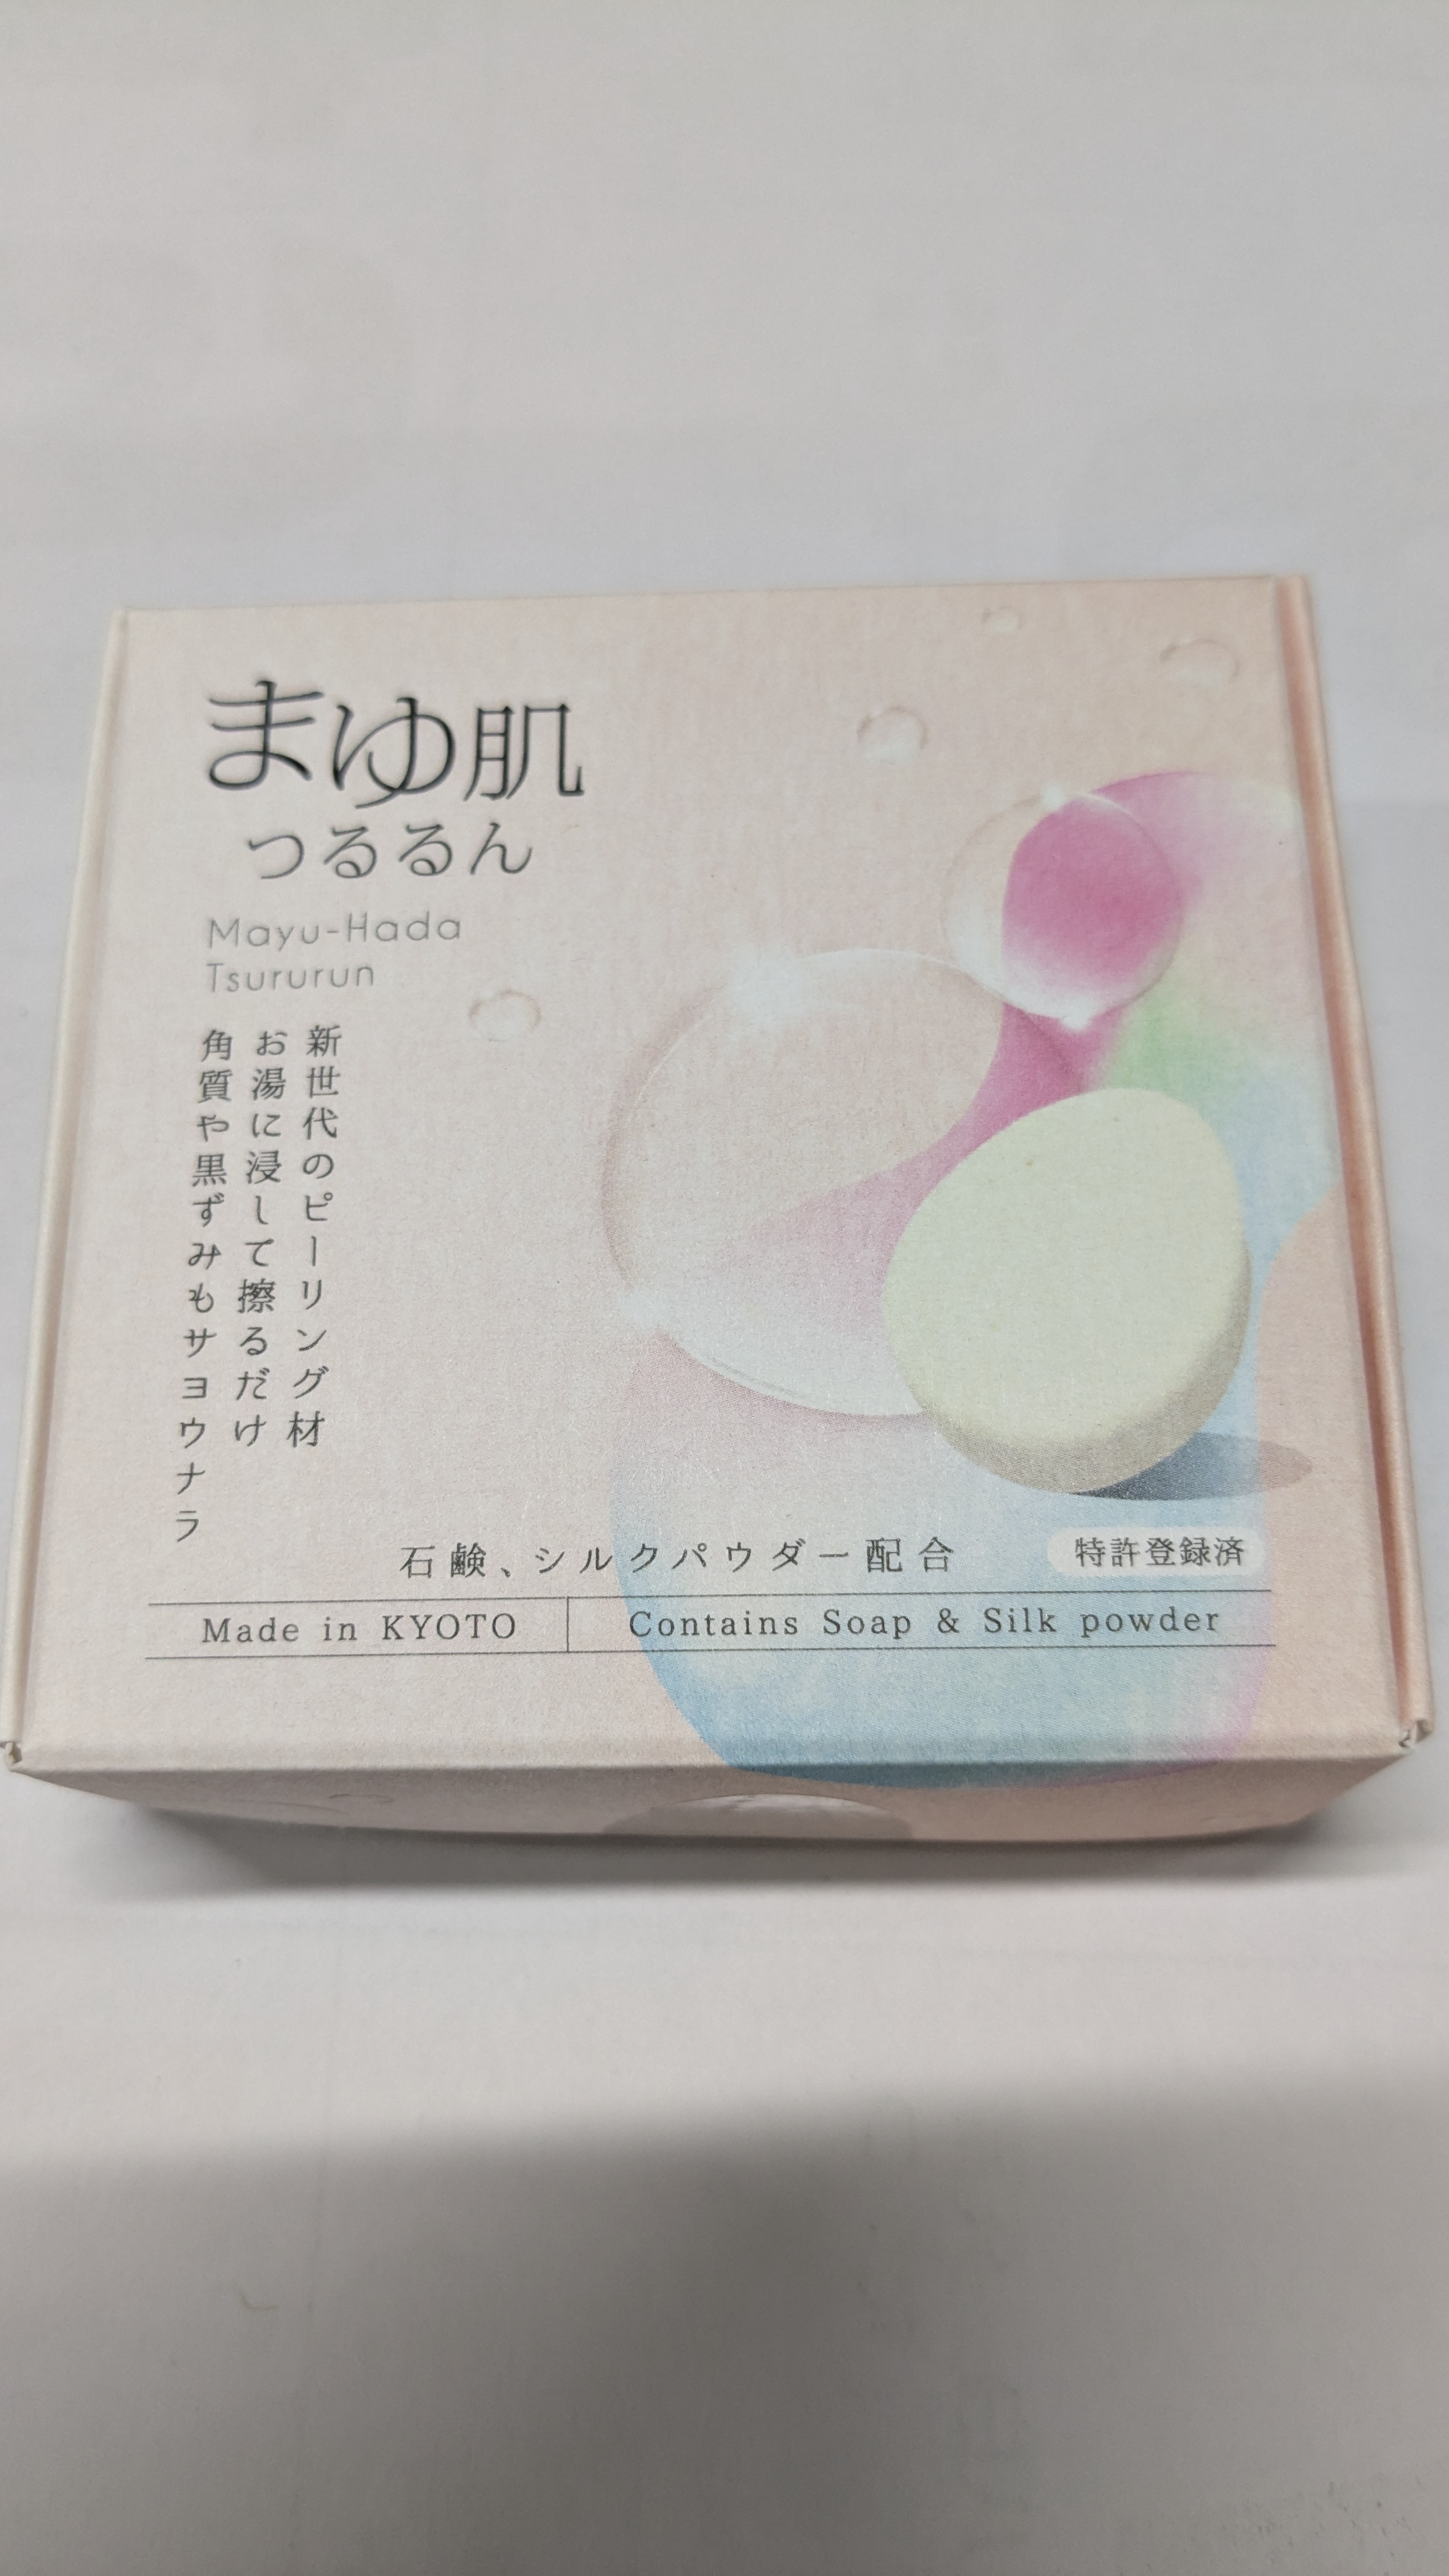 まゆ肌
つるるん
Mayu-Hada
Tsururun
新世代のピーリング材
お湯に浸して擦るだけ
角質や黒ずみもサヨウナラ
石鹸、シルクパウダー配合
特許登録済
Made in KYOTO
Contains Soap & Silk powder